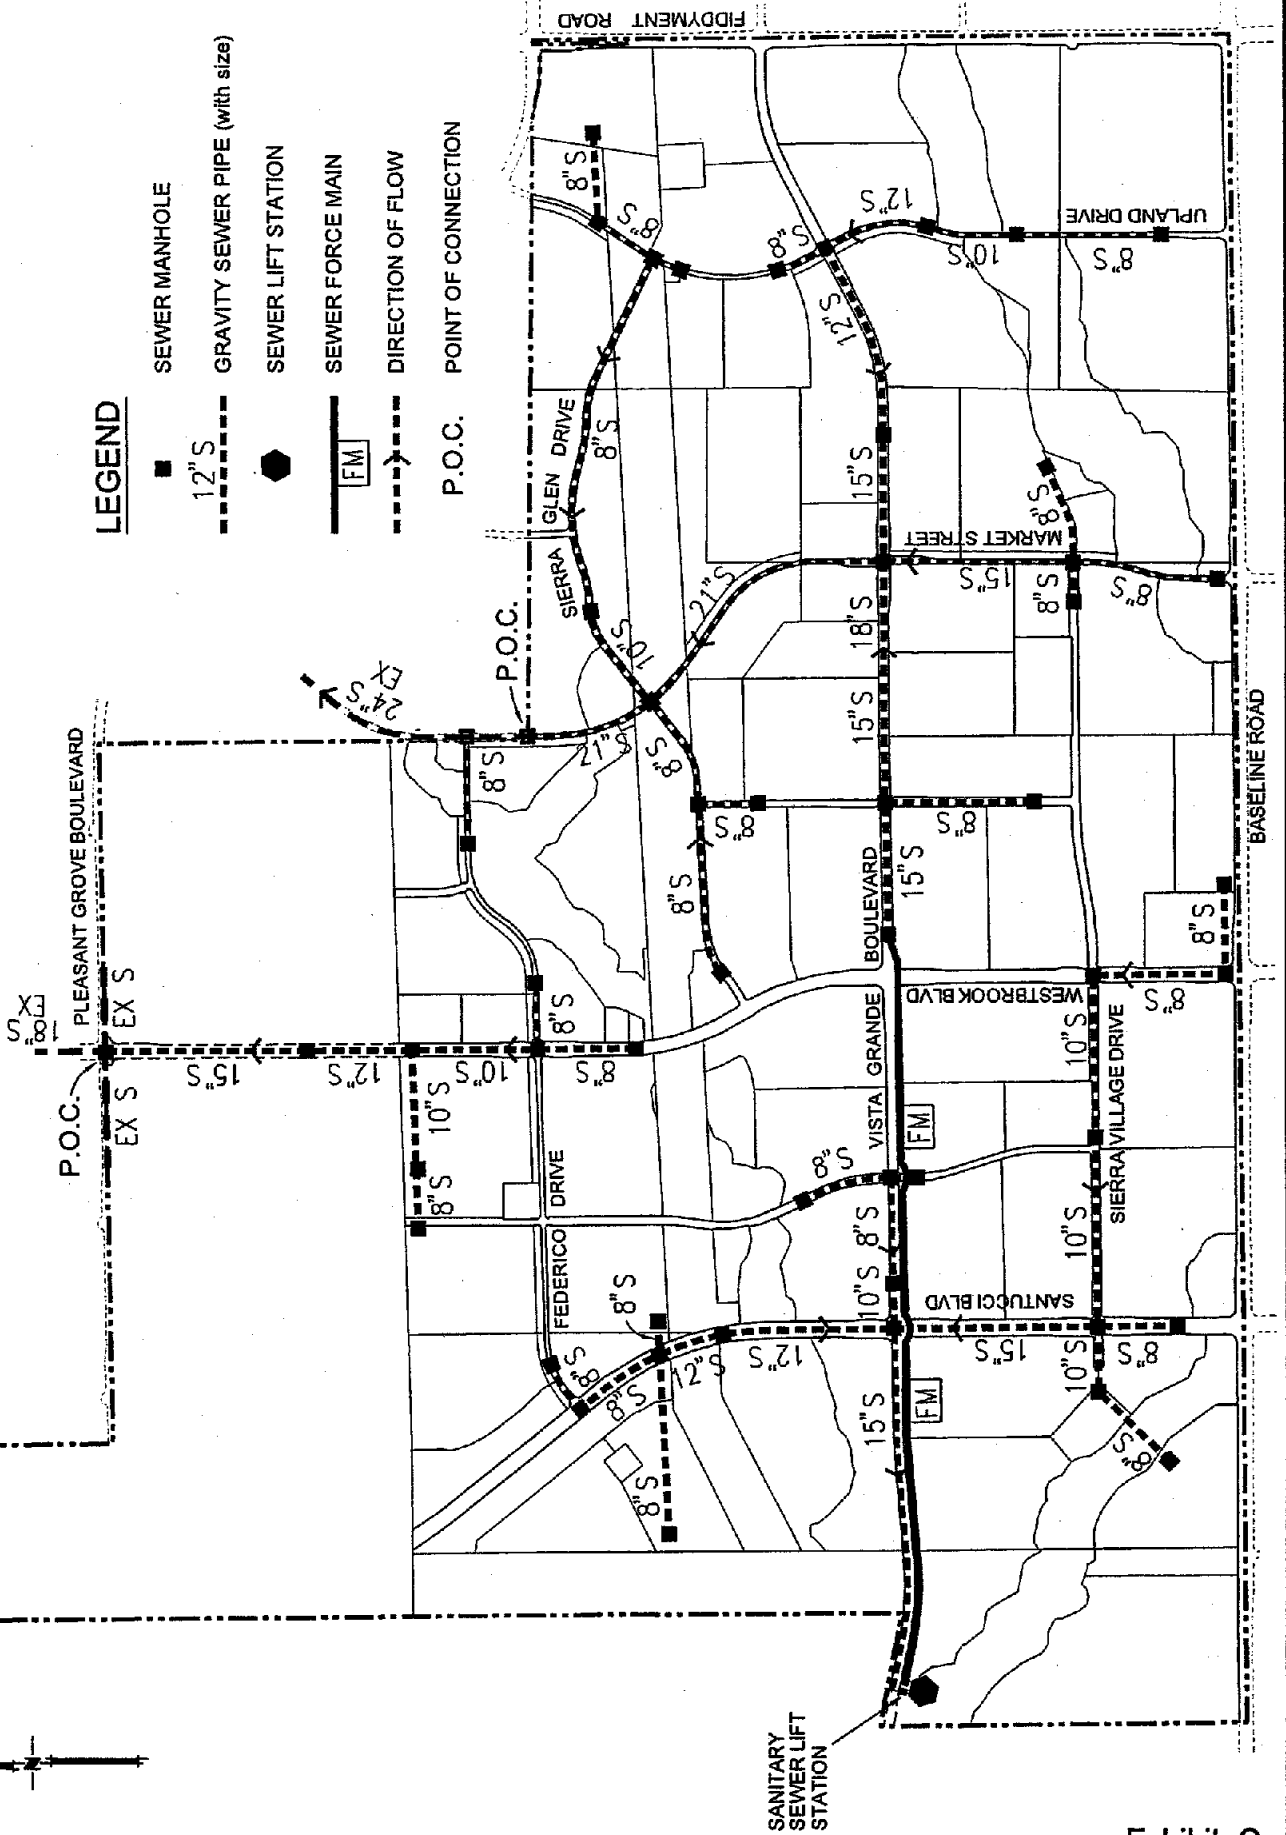 LEGEND
SEWER MANHOLE
12"S GRAVITY SEWER PIPE (with size)
SEWER LIFT STATION
FM SEWER FORCE MAIN
DIRECTION OF FLOW
P.O.C. POINT OF CONNECTION
FIDDYMENT ROAD
PLEASANT GROVE BOULEVARD
18"S
EX
P.O.C.
EX S
EX S
15"S
12"S
10"S
10"S
8"S
8"S
8"S
8"S
24"S
EX
P.O.C.
21"S
8"S
10"S
21"S
SIERRA GLEN DRIVE
8"S
8"S
8"S
8"S
12"S
12"S
10"S
8"S
UPLAND DRIVE
15"S
18"S
15"S
15"S
MARKET STREET
15"S
8"S
8"S
8"S
8"S
8"S
8"S
VISTA GRANDE BOULEVARD
WESTBROOK BLVD
8"S
8"S
BASELINE ROAD
10"S
SIERRA VILLAGE DRIVE
10"S
FM
8"S
8"S
10"S
SANTUCCI BLVD
15"S
10"S
8"S
8"S
FEDERICO DRIVE
8"S
8"S
8"S
8"S
12"S
12"S
15"S
FM
SANITARY
SEWER LIFT
STATION
N